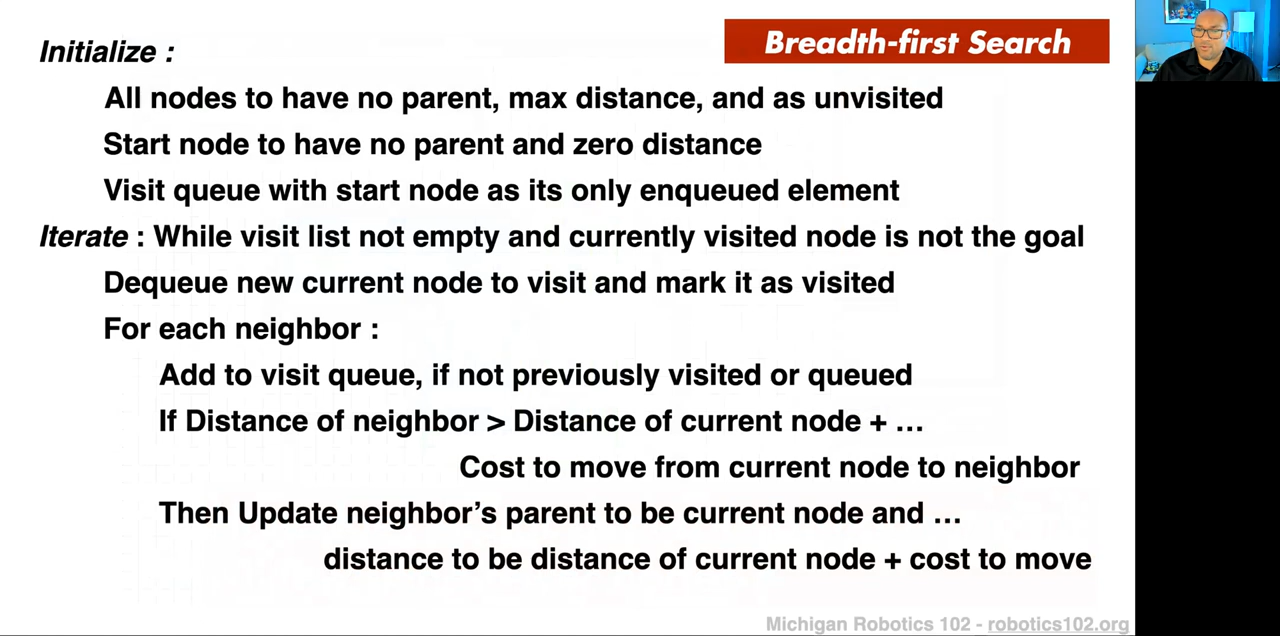 Breadth-first Search
Initialize :
All nodes to have no parent, max distance, and as unvisited
Start node to have no parent and zero distance
Visit queue with start node as its only enqueued element
Iterate : While visit list not empty and currently visited node is not the goal
Dequeue new current node to visit and mark it as visited
For each neighbor :
Add to visit queue, if not previously visited or queued
If Distance of neighbor > Distance of current node + …
Cost to move from current node to neighbor
Then Update neighbor’s parent to be current node and …
distance to be distance of current node + cost to move
Michigan Robotics 102 - robotics102.org